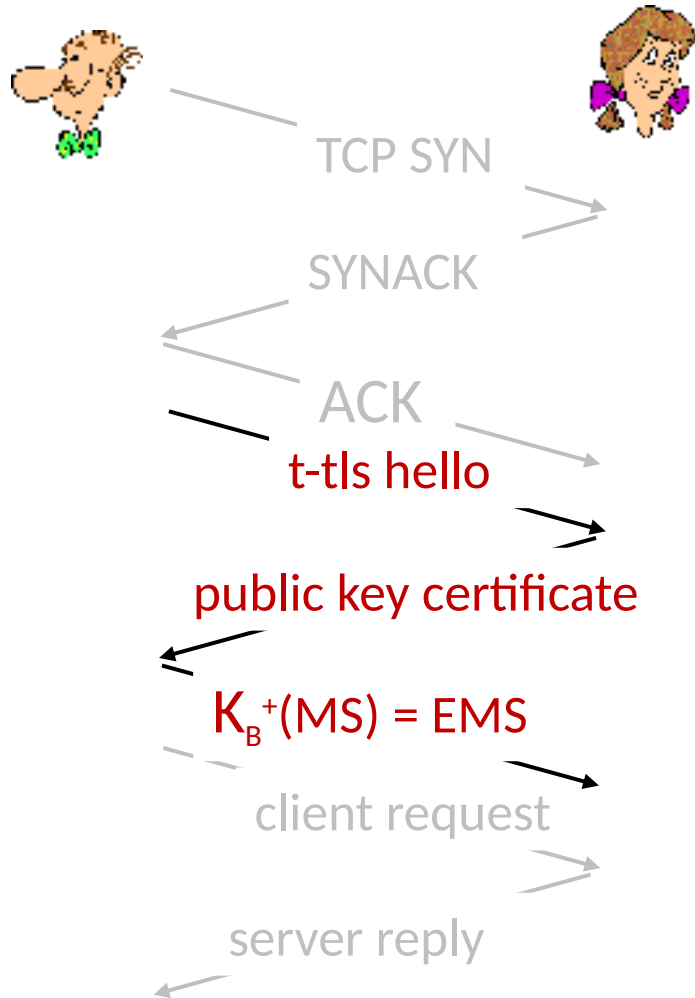 TCP SYN
SYNACK
ACK
t-tls hello
public key certificate
K_B⁺(MS) = EMS
client request
server reply